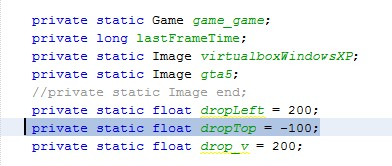 private static Game game_game;
private long lastFrameTime;
private static Image virtualboxWindowsXP;
private static Image gta5;
//private static Image end;
private static float dropLeft = 200;
private static float dropTop = -100;
private static float drop_v = 200;